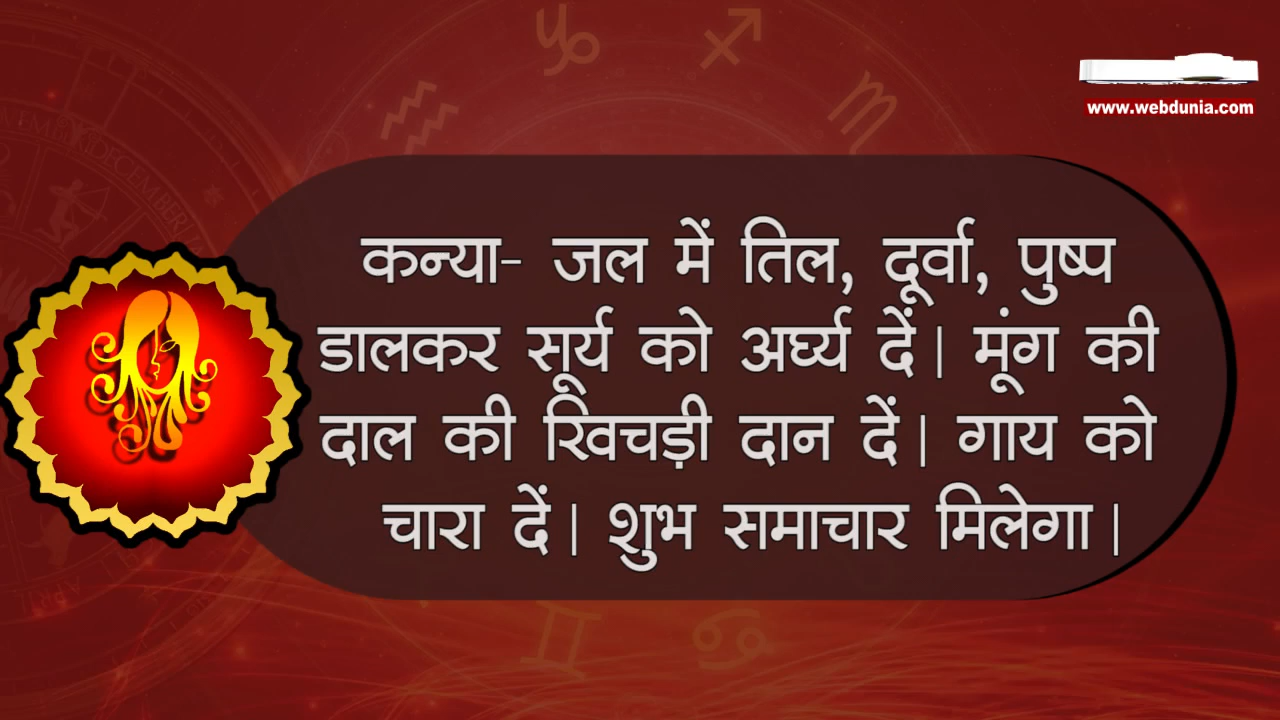 www.webdunia.com
कन्या- जल में तिल, दूर्वा, पुष्प
डालकर सूर्य को अर्घ्य दें। मूंग की
दाल की खिचड़ी दान दें। गाय को
चारा दें। शुभ समाचार मिलेगा।